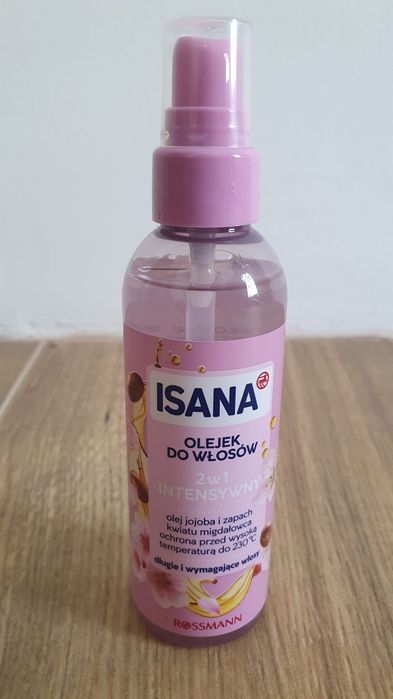 ISANA
OLEJEK
DO WŁOSÓW
2 w 1
INTENSYWNY
olej jojoba i zapach
kwiatu migdałowca
ochrona przed wysoką
temperaturą do 230°C
długie i wymagające włosy
ROSSMANN